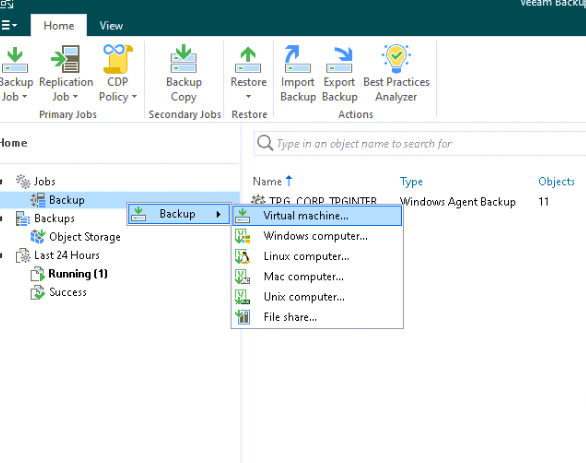 Veeam Backup
Home View
Backup Job Replication Job CDP Policy Backup Copy Restore Import Backup Export Backup Best Practices Analyzer
Primary Jobs Secondary Jobs Restore Actions
Home
Type in an object name to search for
Jobs
Name Type Objects
Backup
TPG_CORP_TPGINTER Windows Agent Backup 11
Backups
Backup
Virtual machine...
Object Storage
Windows computer...
Last 24 Hours
Linux computer...
Running (1)
Mac computer...
Success
Unix computer...
File share...